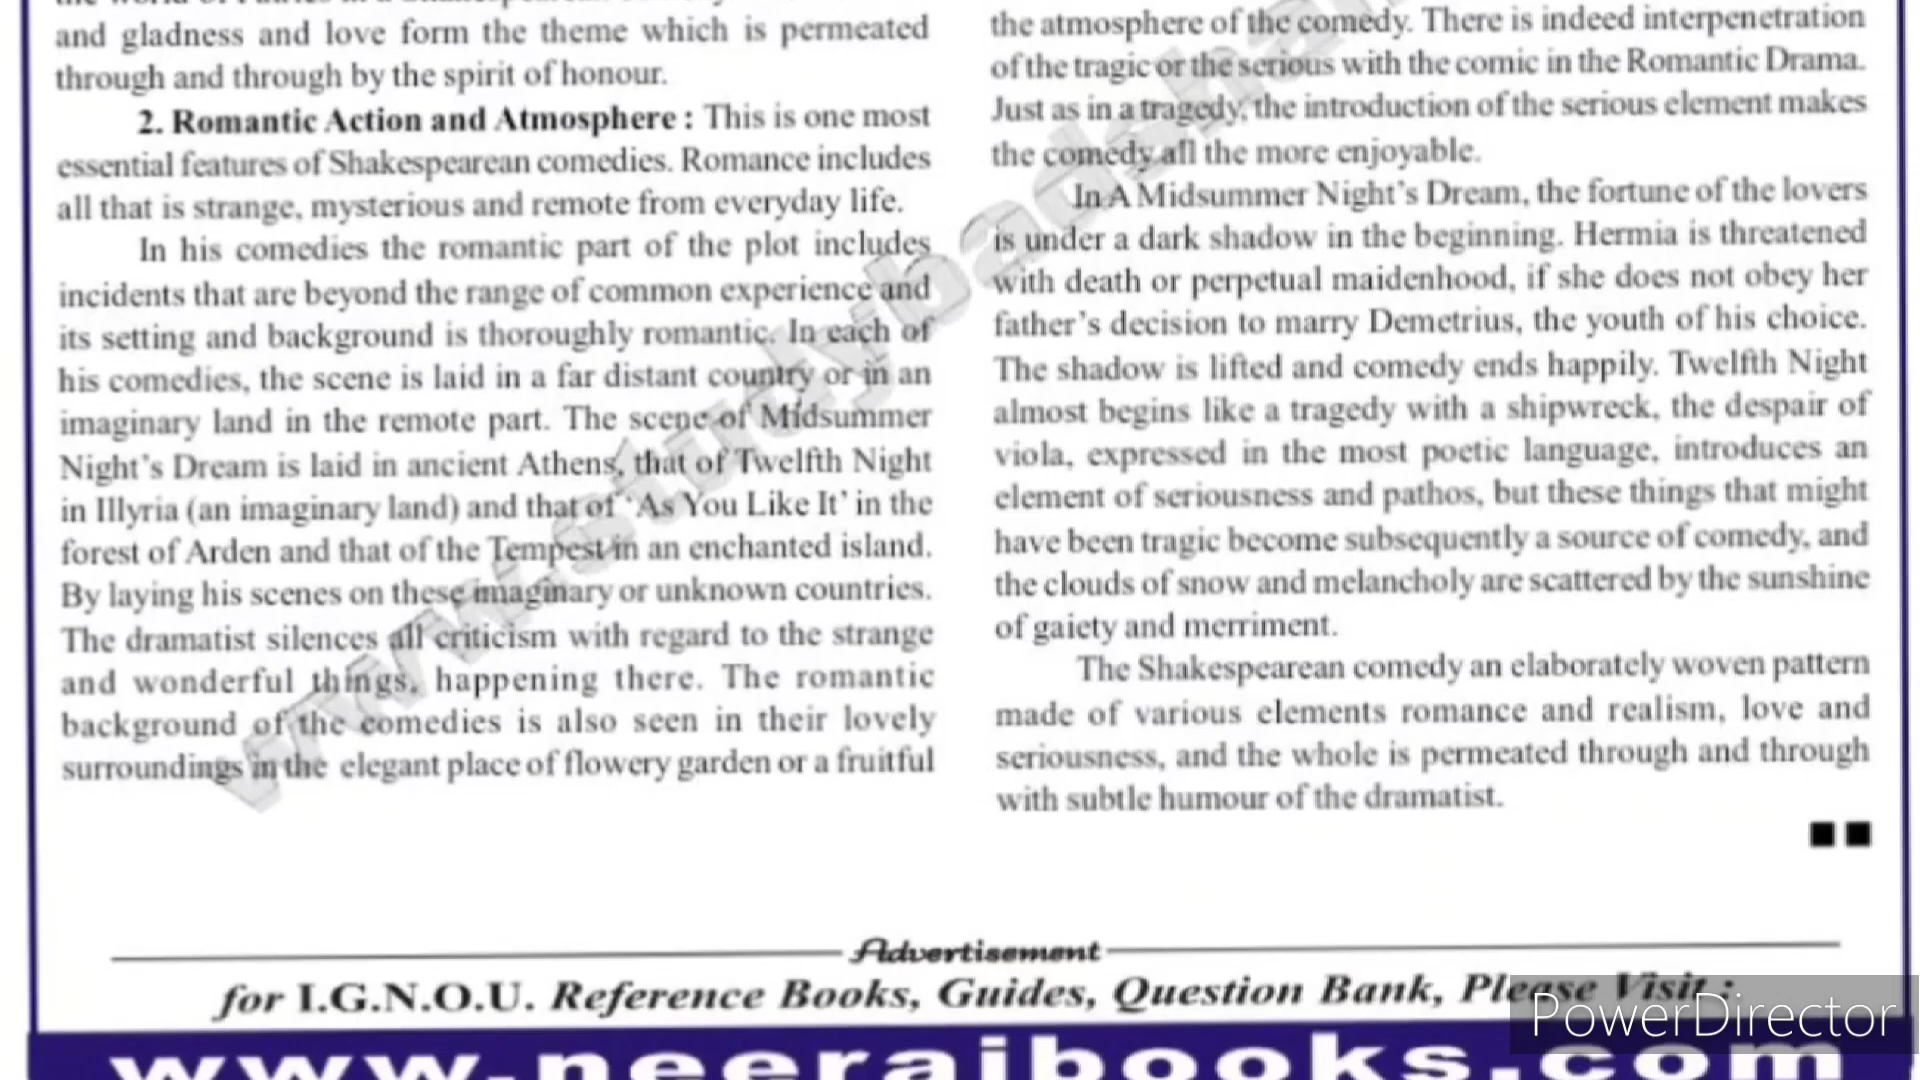 and gladness and love form the theme which is permeated
through and through by the spirit of honour.
2. Romantic Action and Atmosphere : This is one most
essential features of Shakespearean comedies. Romance includes
all that is strange, mysterious and remote from everyday life.
In his comedies the romantic part of the plot includes
incidents that are beyond the range of common experience and
its setting and background is thoroughly romantic. In each of
his comedies, the scene is laid in a far distant country or in an
imaginary land in the remote part. The scene of Midsummer
Night's Dream is laid in ancient Athens, that of Twelfth Night
in Illyria (an imaginary land) and that of 'As You Like It' in the
forest of Arden and that of the Tempest in an enchanted island.
By laying his scenes on these imaginary or unknown countries.
The dramatist silences all criticism with regard to the strange
and wonderful things, happening there. The romantic
background of the comedies is also seen in their lovely
surroundings in the elegant place of flowery garden or a fruitful
the atmosphere of the comedy. There is indeed interpenetration
of the tragic or the serious with the comic in the Romantic Drama.
Just as in a tragedy, the introduction of the serious element makes
the comedy all the more enjoyable.
In A Midsummer Night's Dream, the fortune of the lovers
is under a dark shadow in the beginning. Hermia is threatened
with death or perpetual maidenhood, if she does not obey her
father's decision to marry Demetrius, the youth of his choice.
The shadow is lifted and comedy ends happily. Twelfth Night
almost begins like a tragedy with a shipwreck, the despair of
viola, expressed in the most poetic language, introduces an
element of seriousness and pathos, but these things that might
have been tragic become subsequently a source of comedy, and
the clouds of snow and melancholy are scattered by the sunshine
of gaiety and merriment.
The Shakespearean comedy an elaborately woven pattern
made of various elements romance and realism, love and
seriousness, and the whole is permeated through and through
with subtle humour of the dramatist.
Advertisement
for I.G.N.O.U. Reference Books, Guides, Question Bank, Please Visit :
www.neerajbooks.com
PowerDirector